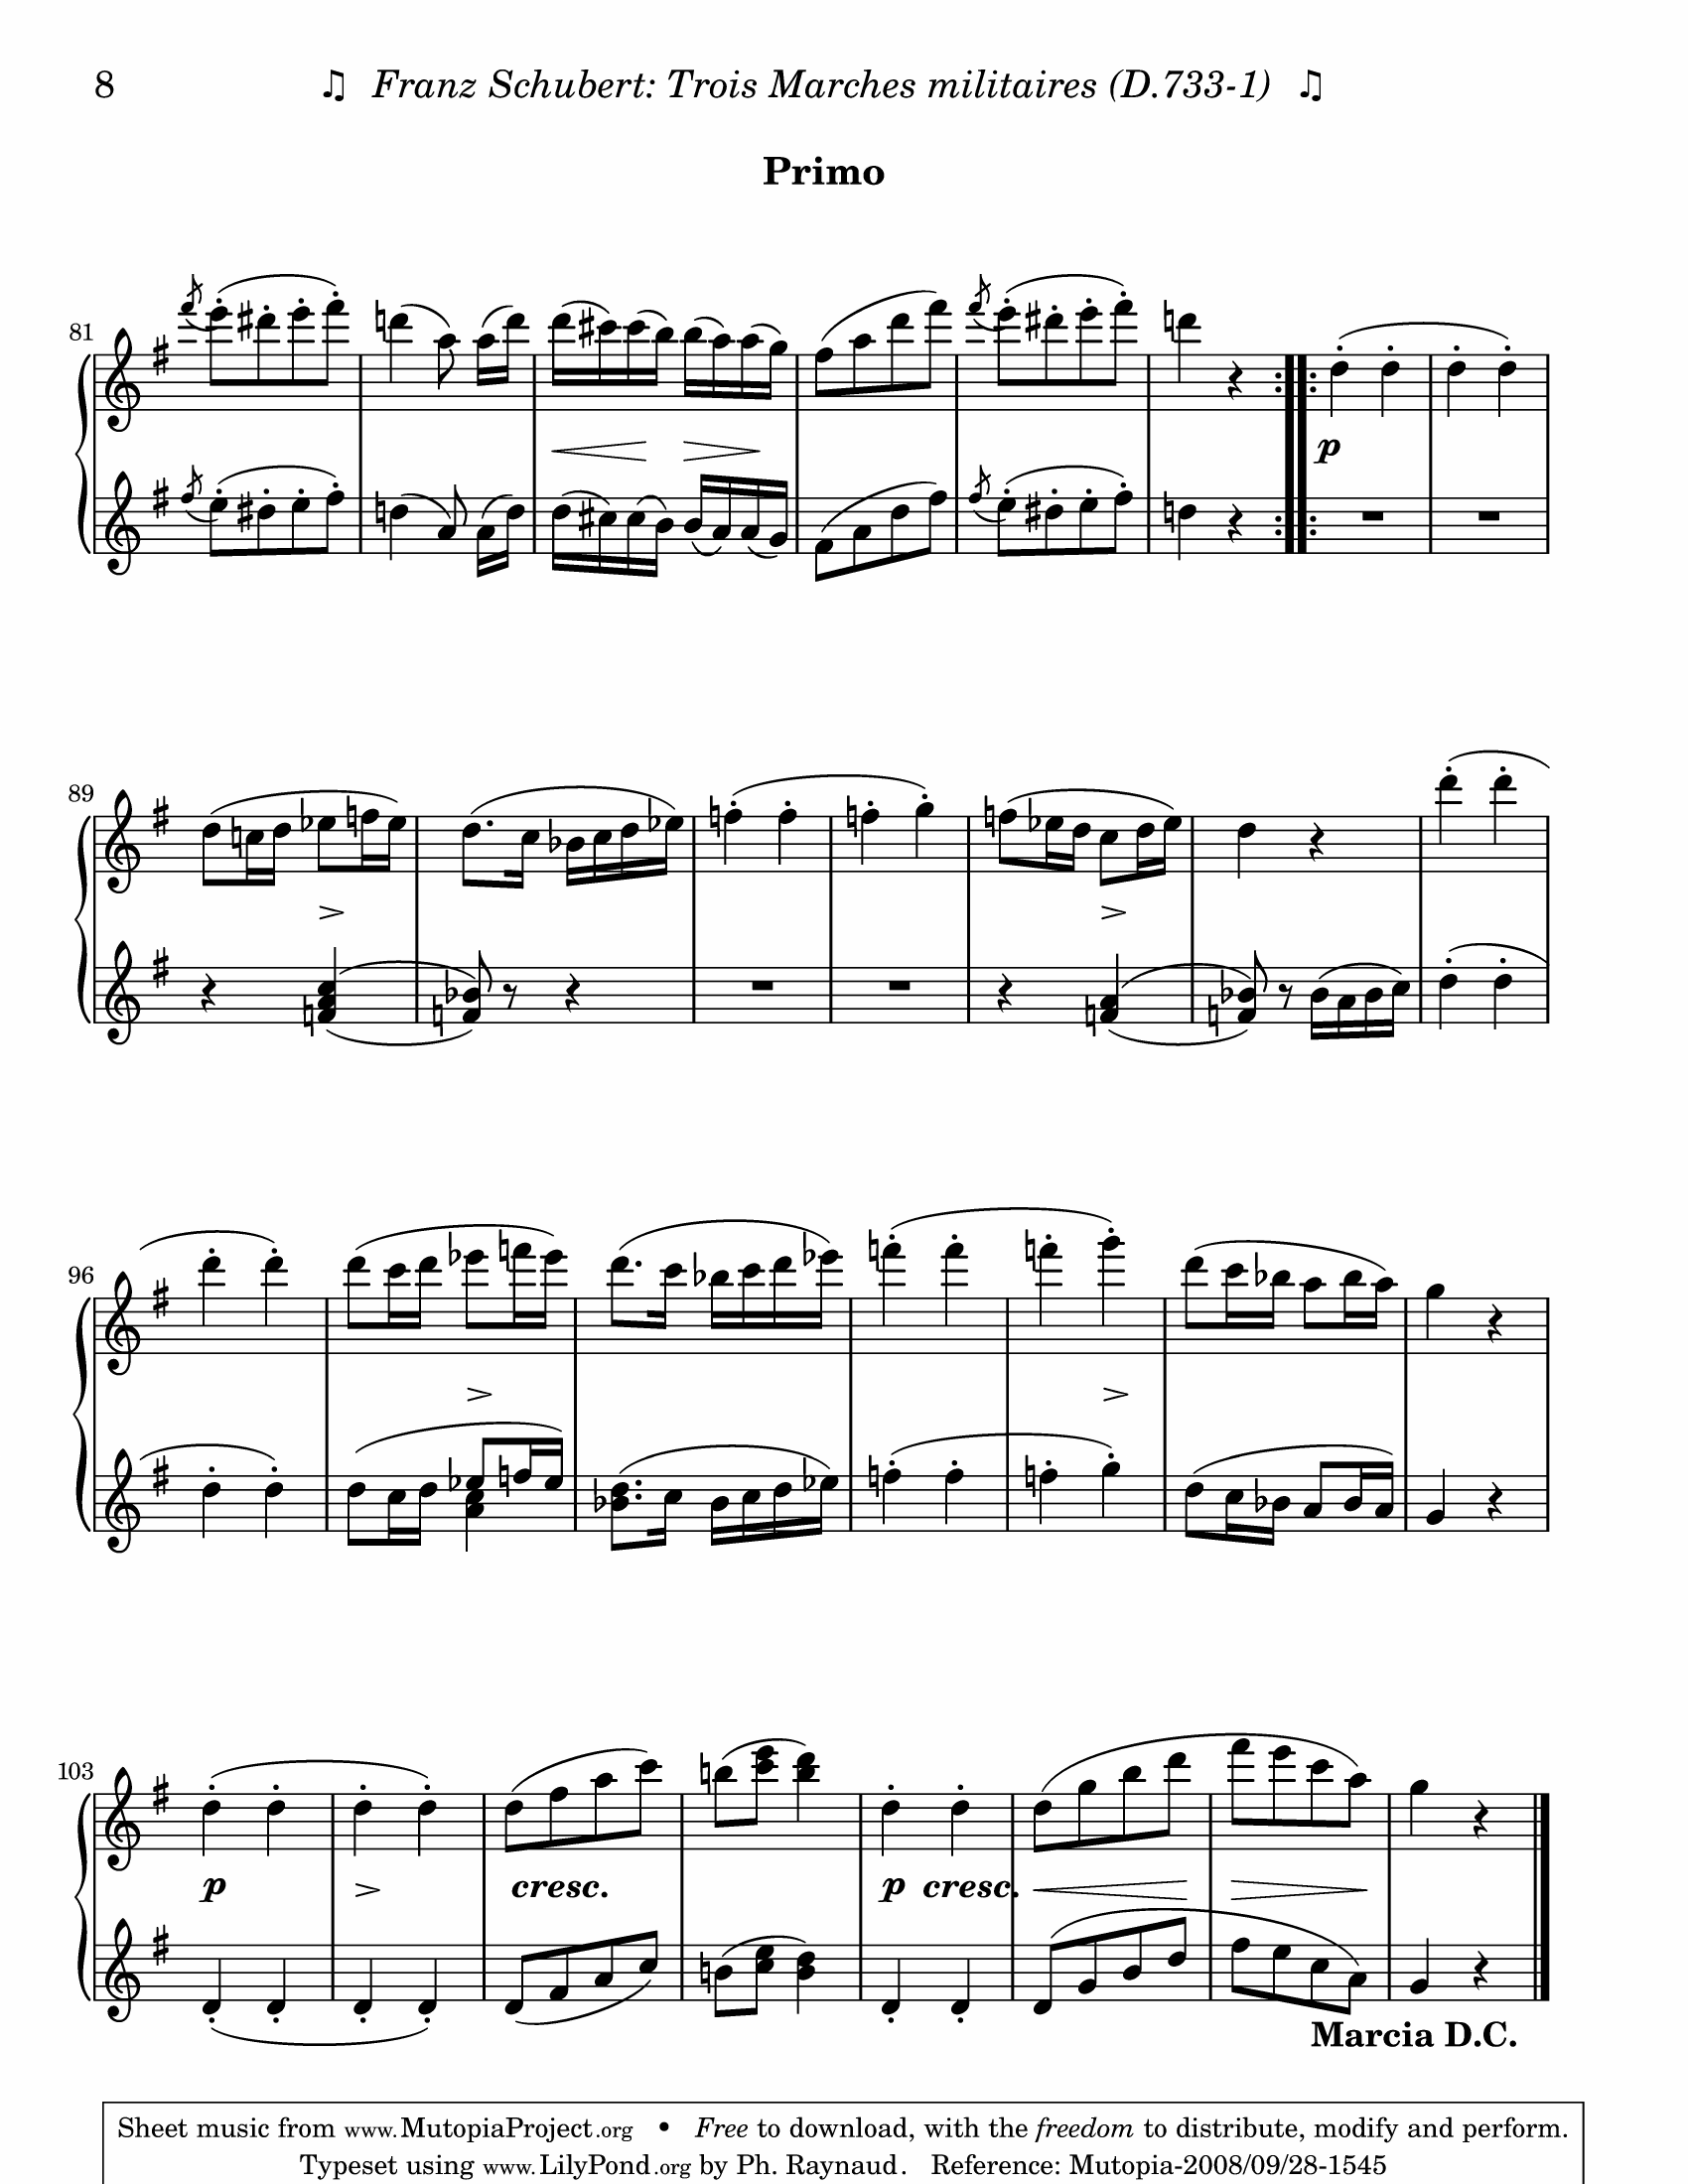 8 ♫ Franz Schubert: Trois Marches militaires (D.733-1) ♫
Primo
81
p
89
96
103
p cresc. p cresc.
Marcia D.C.
Sheet music from www.MutopiaProject.org • Free to download, with the freedom to distribute, modify and perform.
Typeset using www.LilyPond.org by Ph. Raynaud. Reference: Mutopia-2008/09/28-1545